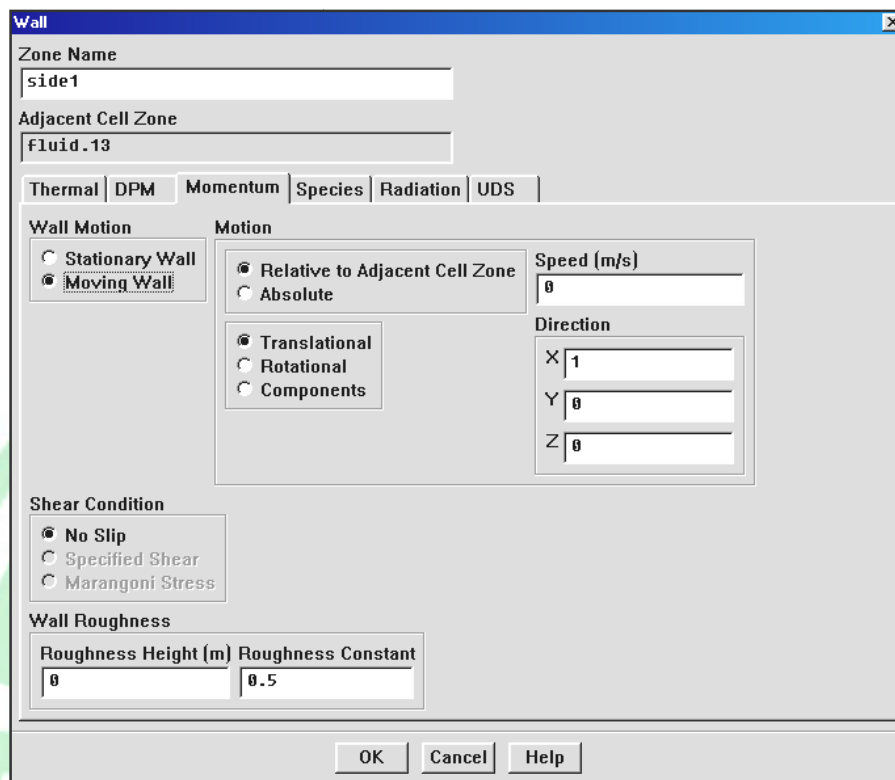 Wall
Zone Name
side1
Adjacent Cell Zone
fluid.13
Thermal DPM Momentum Species Radiation UDS
Wall Motion
Stationary Wall
Moving Wall
Motion
Relative to Adjacent Cell Zone
Absolute
Translational
Rotational
Components
Speed (m/s)
0
Direction
X 1
Y 0
Z 0
Shear Condition
No Slip
Specified Shear
Marangoni Stress
Wall Roughness
Roughness Height (m) Roughness Constant
0 0.5
OK Cancel Help